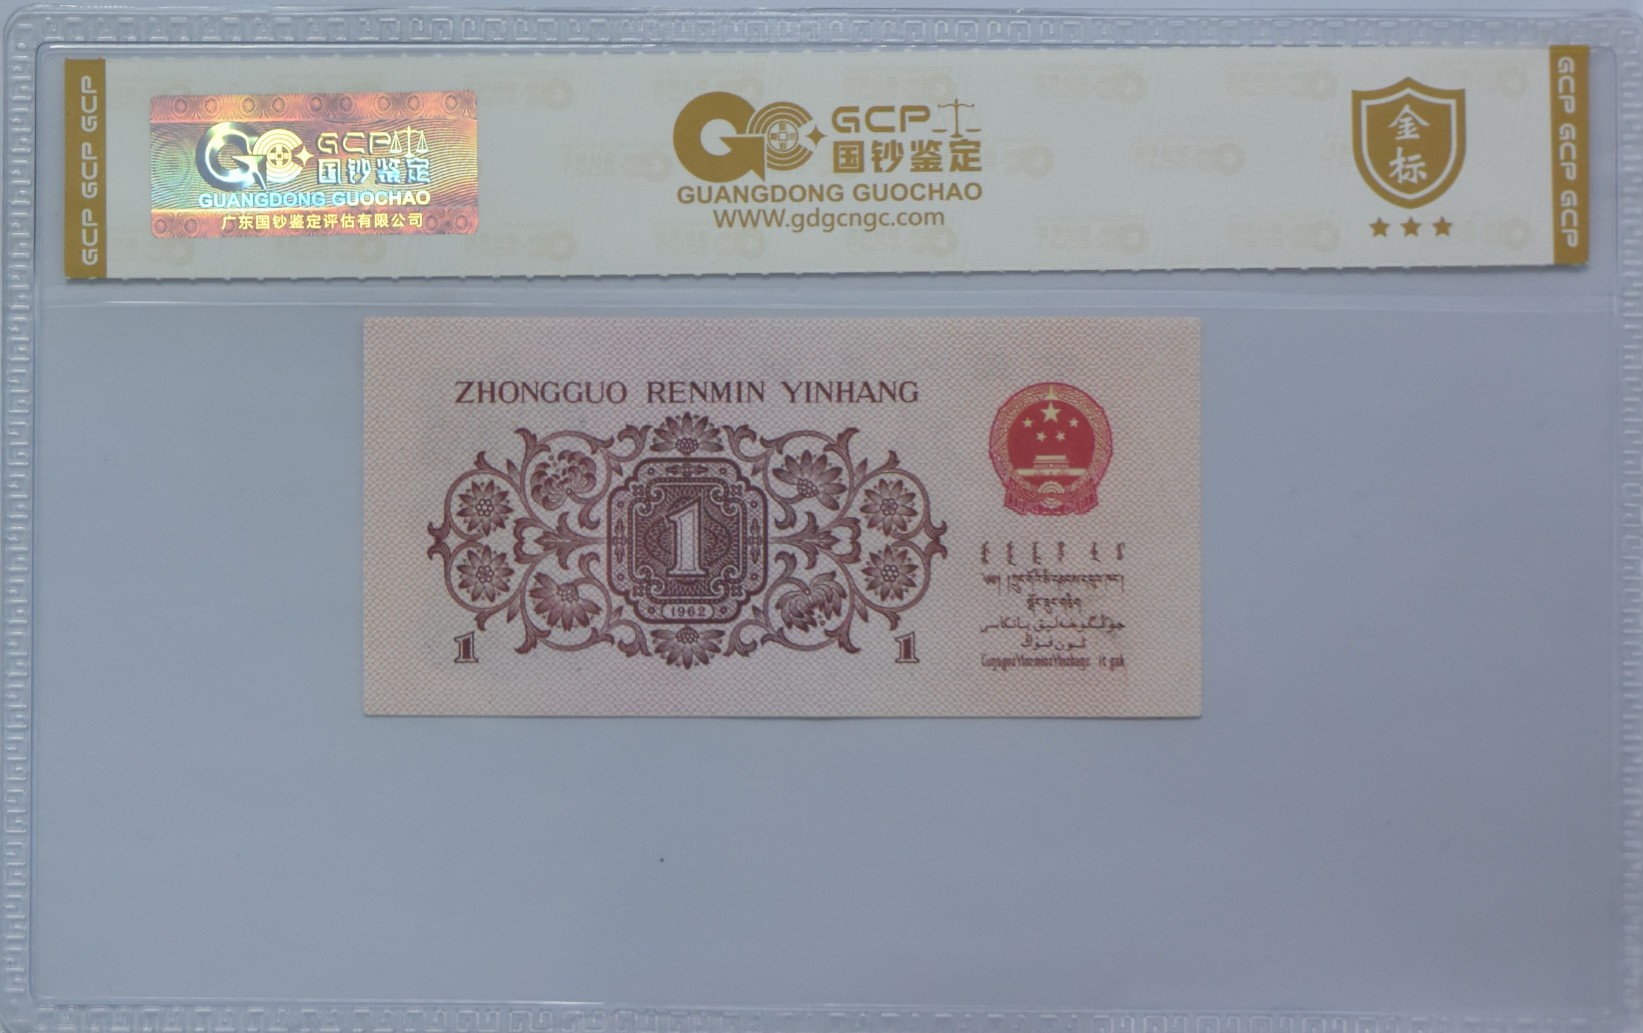 GCP GCP GCP
GCP
国钞鉴定
GUANGDONG GUOCHAO
广东国钞鉴定评估有限公司
GCP
国钞鉴定
GUANGDONG GUOCHAO
WWW.gdgcngc.com
金
标
GCP GCP GCP
ZHONGGUO RENMIN YINHANG
1
1962
1
1